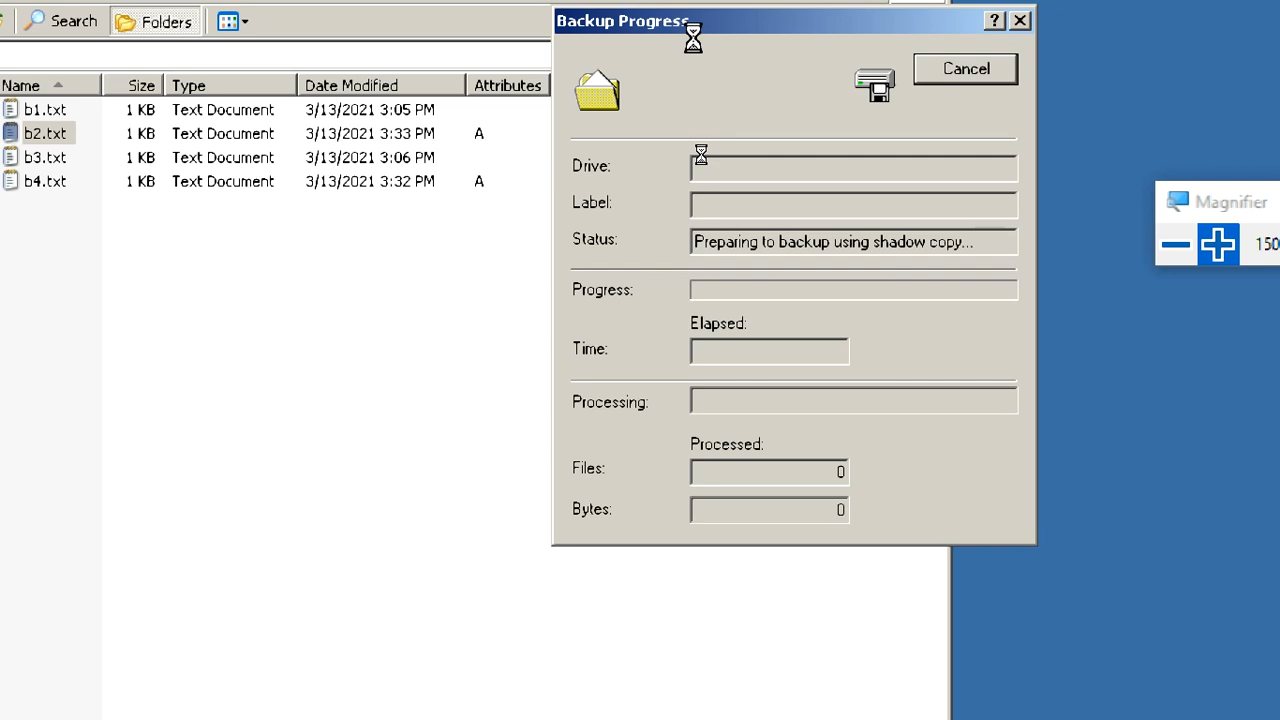 Search Folders
Name Size Type Date Modified Attributes
b1.txt 1 KB Text Document 3/13/2021 3:05 PM
b2.txt 1 KB Text Document 3/13/2021 3:33 PM A
b3.txt 1 KB Text Document 3/13/2021 3:06 PM
b4.txt 1 KB Text Document 3/13/2021 3:32 PM A
Backup Progress
Cancel
Drive:
Label:
Status: Preparing to backup using shadow copy...
Progress:
Elapsed:
Time:
Processing:
Processed:
Files: 0
Bytes: 0
Magnifier
150